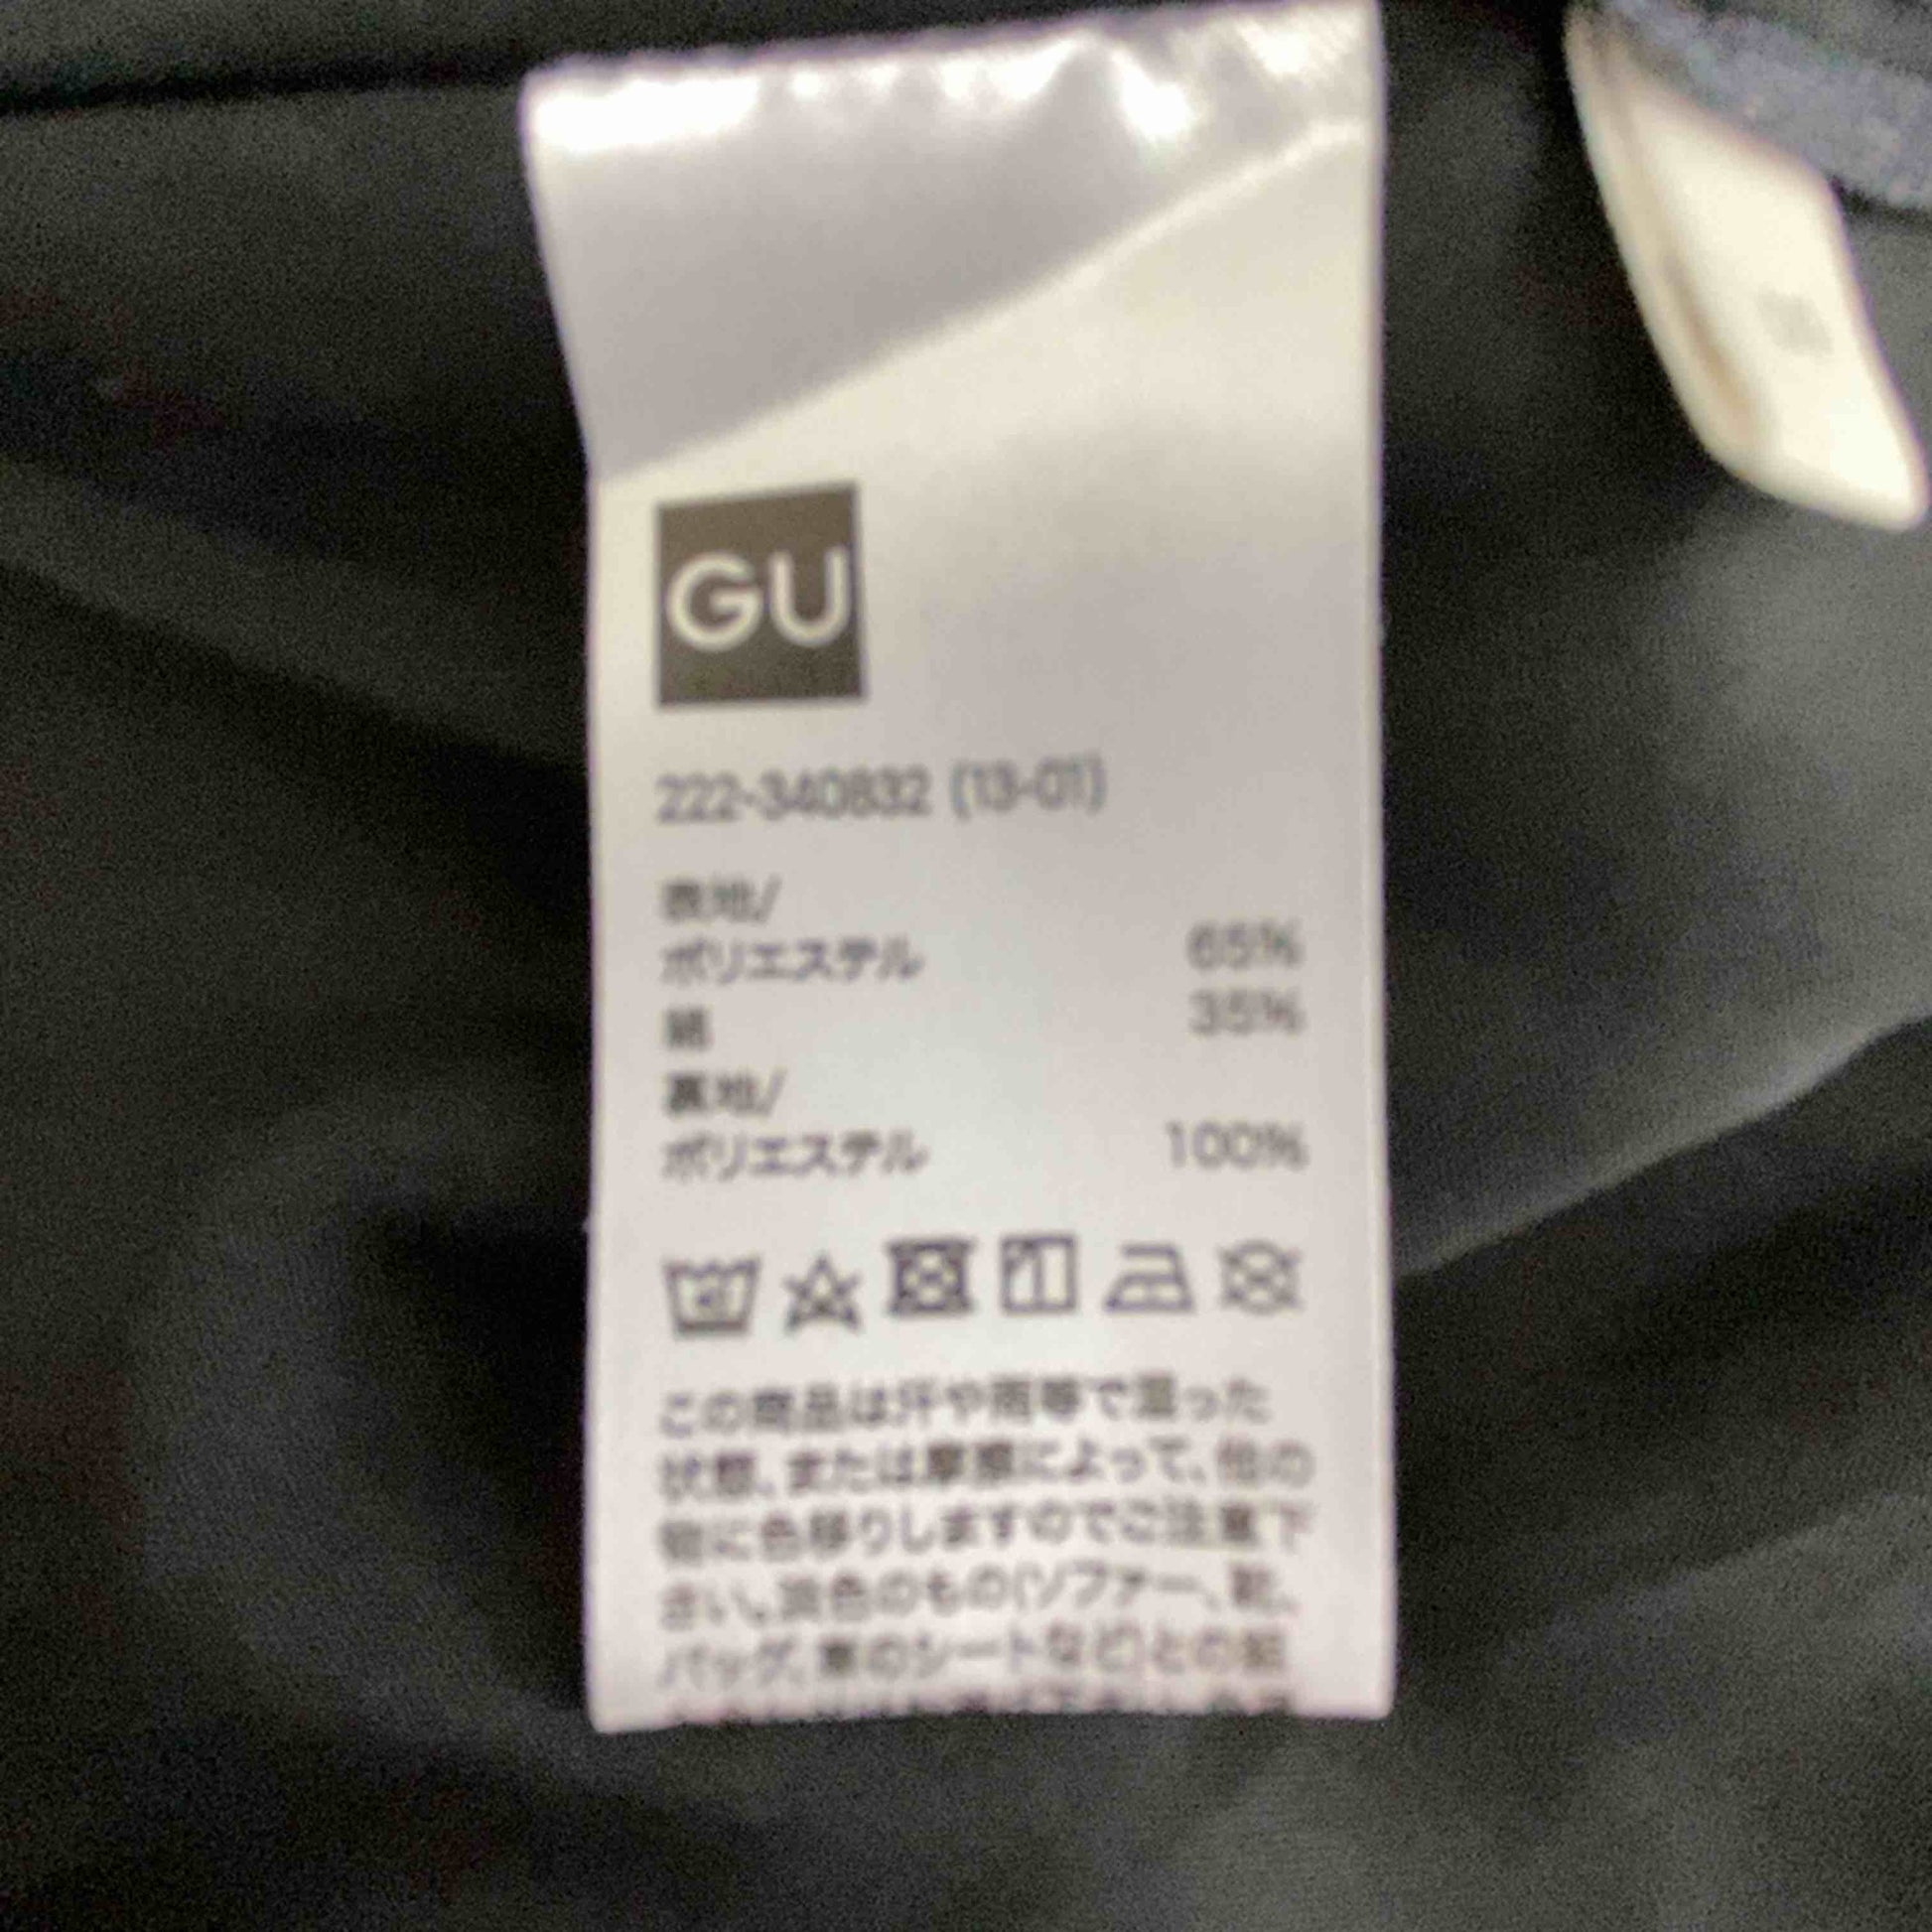 GU
222-340832 (13-01)
表地/
ポリエステル 65%
綿 35%
裏地/
ポリエステル 100%
この商品は汗や雨等で湿った
状態、または摩擦によって、他の
物に色移りしますのでご注意下
さい。淡色のもの(ソファー、靴、
バッグ、車のシートなど)との組